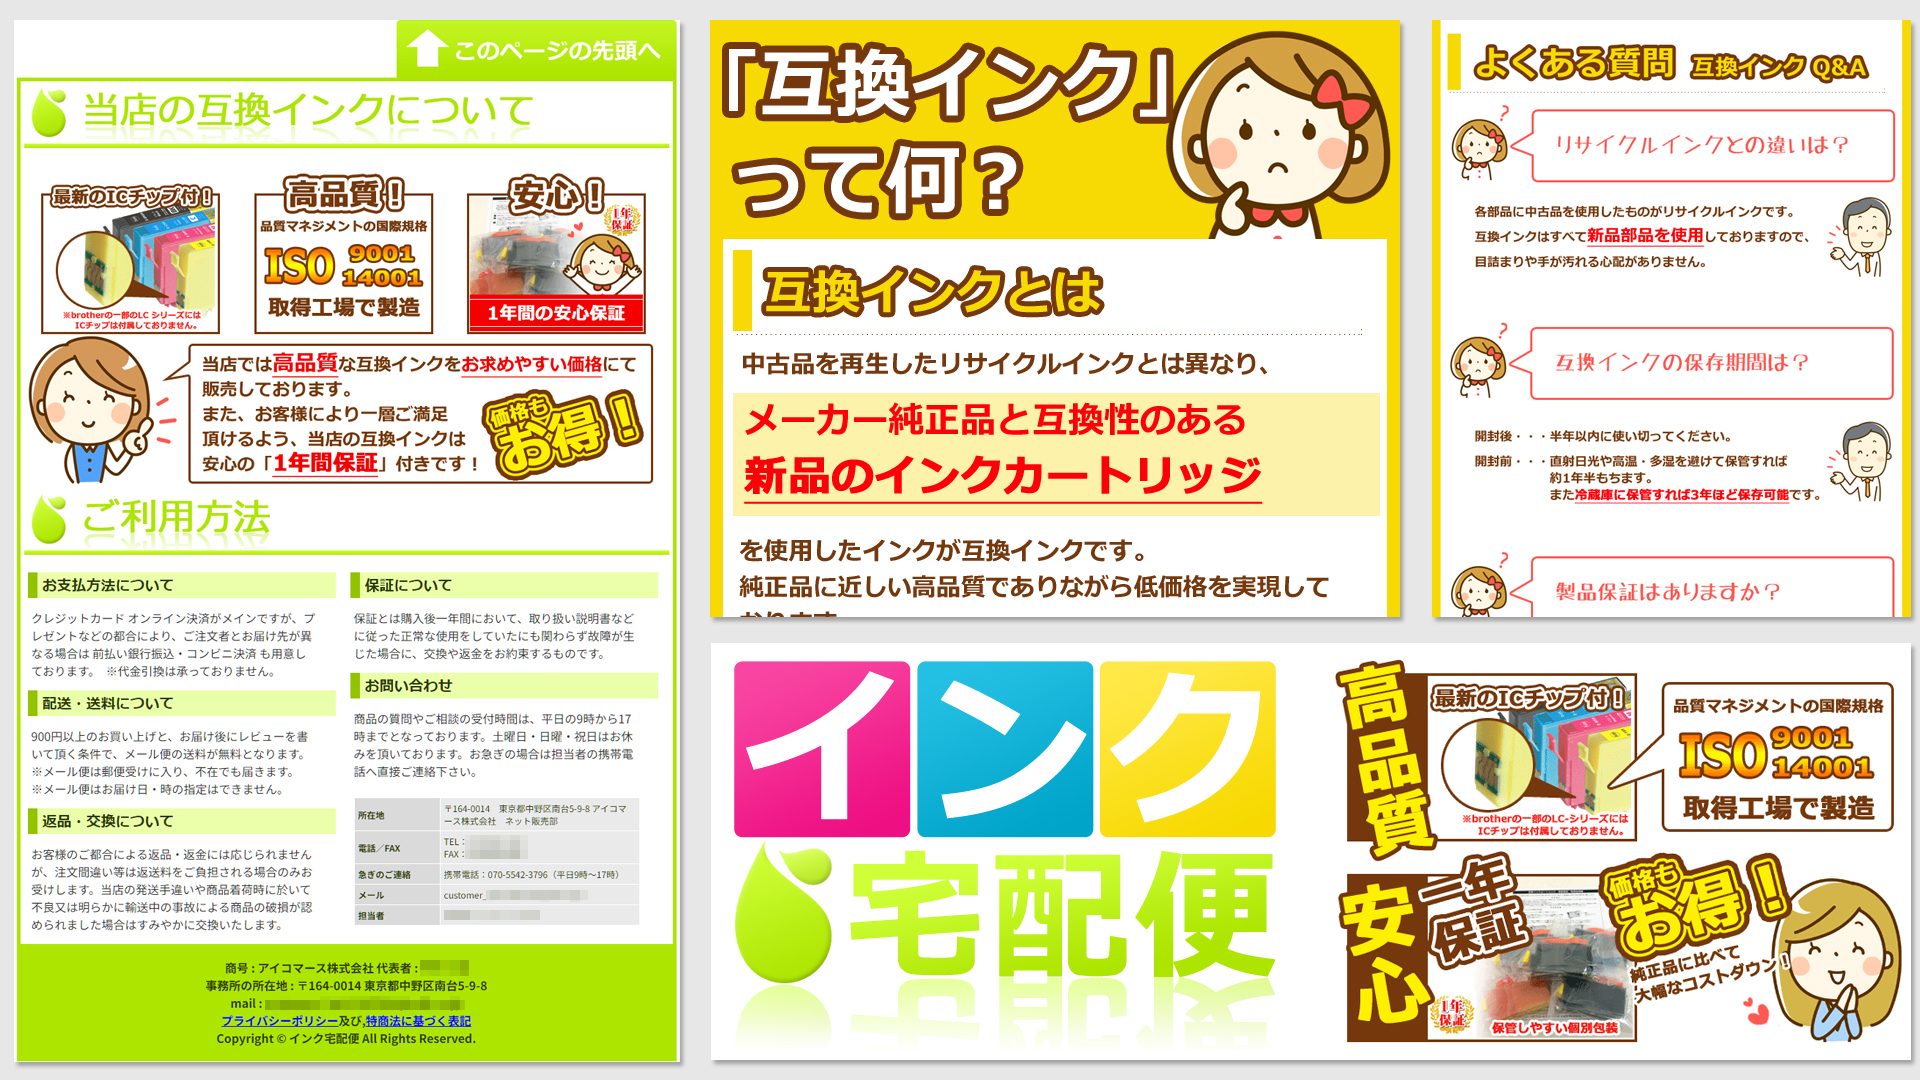 このページの先頭へ
当店の互換インクについて
最新のICチップ付！
※brotherの一部のLC シリーズには
ICチップは付属しておりません。
高品質！
品質マネジメントの国際規格
ISO 9001
14001
取得工場で製造
安心！
1年
保証
1年間の安心保証
当店では高品質な互換インクをお求めやすい価格にて
販売しております。
また、お客様により一層ご満足
頂けるよう、当店の互換インクは
安心の「1年間保証」付きです！
価格も
お得！
ご利用方法
お支払方法について
クレジットカード オンライン決済がメインですが、プ
レゼントなどの都合により、ご注文者とお届け先が異
なる場合は 前払い銀行振込・コンビニ決済 も用意し
ております。 ※代金引換は承っておりません。
配送・送料について
900円以上のお買い上げと、お届け後にレビューを書
いて頂く条件で、メール便の送料が無料となります。
※メール便は郵便受けに入り、不在でも届きます。
※メール便はお届け日・時の指定はできません。
返品・交換について
お客様のご都合による返品・返金には応じられません
が、注文間違い等は返送料をご負担される場合のみお
受けします。当店の発送手違いや商品着荷時に於いて
不良又は明らかに輸送中の事故による商品の破損が認
められました場合はすみやかに交換いたします。
保証について
保証とは購入後一年間において、取り扱い説明書など
に従った正常な使用をしていたにも関わらず故障が生
じた場合に、交換や返金をお約束するものです。
お問い合わせ
商品の質問やご相談の受付時間は、平日の9時から17
時までとなっております。土曜日・日曜・祝日はお休
みを頂いております。お急ぎの場合は担当者の携帯電
話へ直接ご連絡下さい。
所在地 〒164-0014 東京都中野区南台5-9-8 アイコマ
ース株式会社 ネット販売部
電話／FAX TEL：
FAX：
急ぎのご連絡 携帯電話：070-5542-3796（平日9時～17時）
メール customer_
担当者
商号 : アイコマース株式会社 代表者 :
事務所の所在地 : 〒164-0014 東京都中野区南台5-9-8
mail :
プライバシーポリシー及び,特商法に基づく表記
Copyright © インク宅配便 All Rights Reserved.
「互換インク」
って何？
互換インクとは
中古品を再生したリサイクルインクとは異なり、
メーカー純正品と互換性のある
新品のインクカートリッジ
を使用したインクが互換インクです。
純正品に近しい高品質でありながら低価格を実現して
おります
よくある質問 互換インク Q&A
?
リサイクルインクとの違いは？
各部品に中古品を使用したものがリサイクルインクです。
互換インクはすべて新品部品を使用しておりますので、
目詰まりや手が汚れる心配がありません。
?
互換インクの保存期間は？
開封後・・・半年以内に使い切ってください。
開封前・・・直射日光や高温・多湿を避けて保管すれば
約1年半もちます。
また冷蔵庫に保管すれば3年ほど保存可能です。
?
製品保証はありますか？
インク
宅配便
高品質
最新のICチップ付！
※brotherの一部のLC-シリーズには
ICチップは付属しておりません。
品質マネジメントの国際規格
ISO 9001
14001
取得工場で製造
安心
一年
保証
1年
保証
保管しやすい個別包装
価格も
お得！
純正品に比べて
大幅なコストダウン！